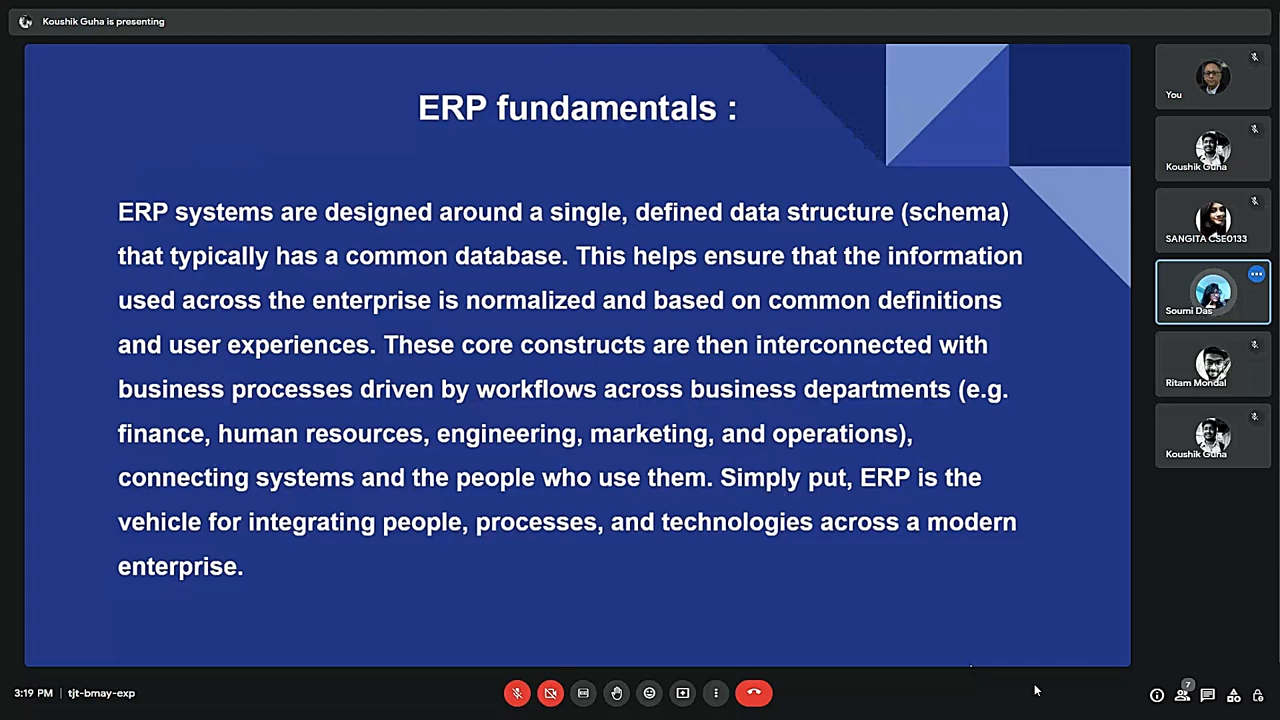 Koushik Guha is presenting
ERP fundamentals :
ERP systems are designed around a single, defined data structure (schema)
that typically has a common database. This helps ensure that the information
used across the enterprise is normalized and based on common definitions
and user experiences. These core constructs are then interconnected with
business processes driven by workflows across business departments (e.g.
finance, human resources, engineering, marketing, and operations),
connecting systems and the people who use them. Simply put, ERP is the
vehicle for integrating people, processes, and technologies across a modern
enterprise.
You
Koushik Guha
SANGITA CSE0133
Soumi Das
Ritam Mondal
Koushik Guha
3:19 PM | tjt-bmay-exp
7